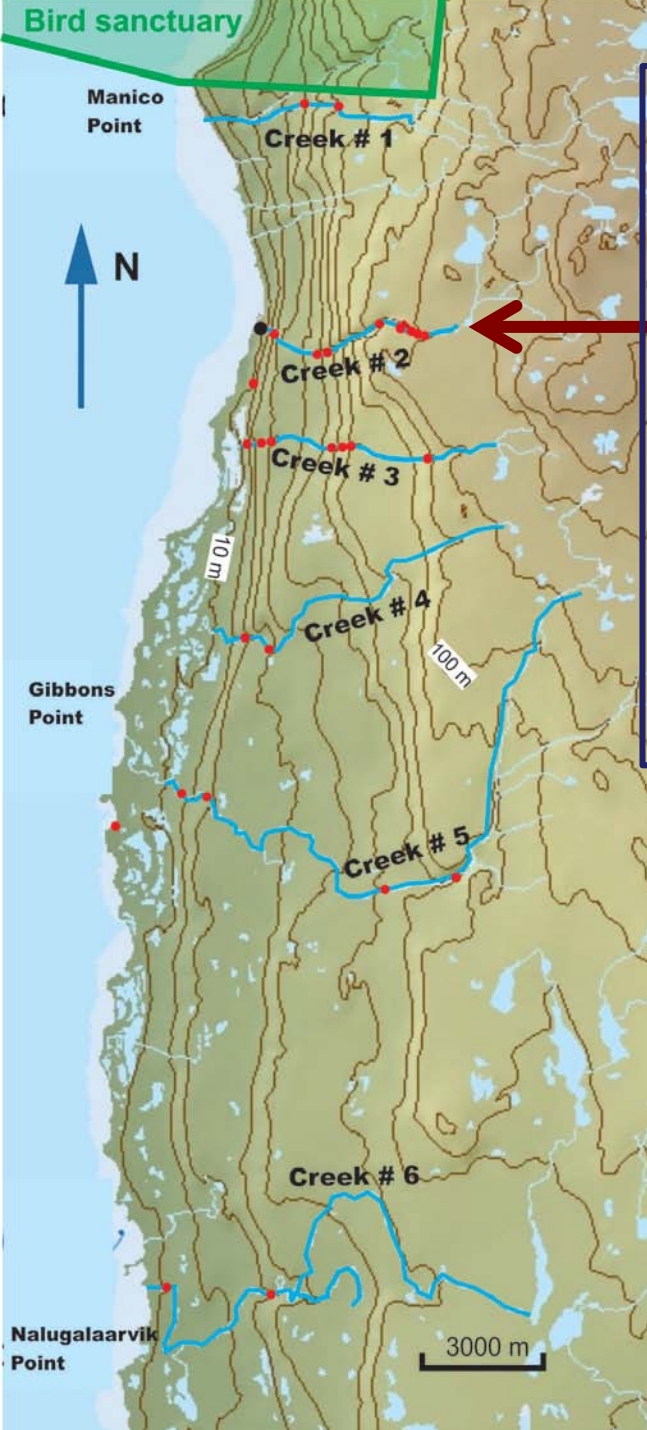 Bird sanctuary
Manico
Point
Creek # 1
N
Creek # 2
Creek # 3
10 m
Creek # 4
100 m
Gibbons
Point
Creek # 5
Creek # 6
Nalugalaarvik
Point
3000 m